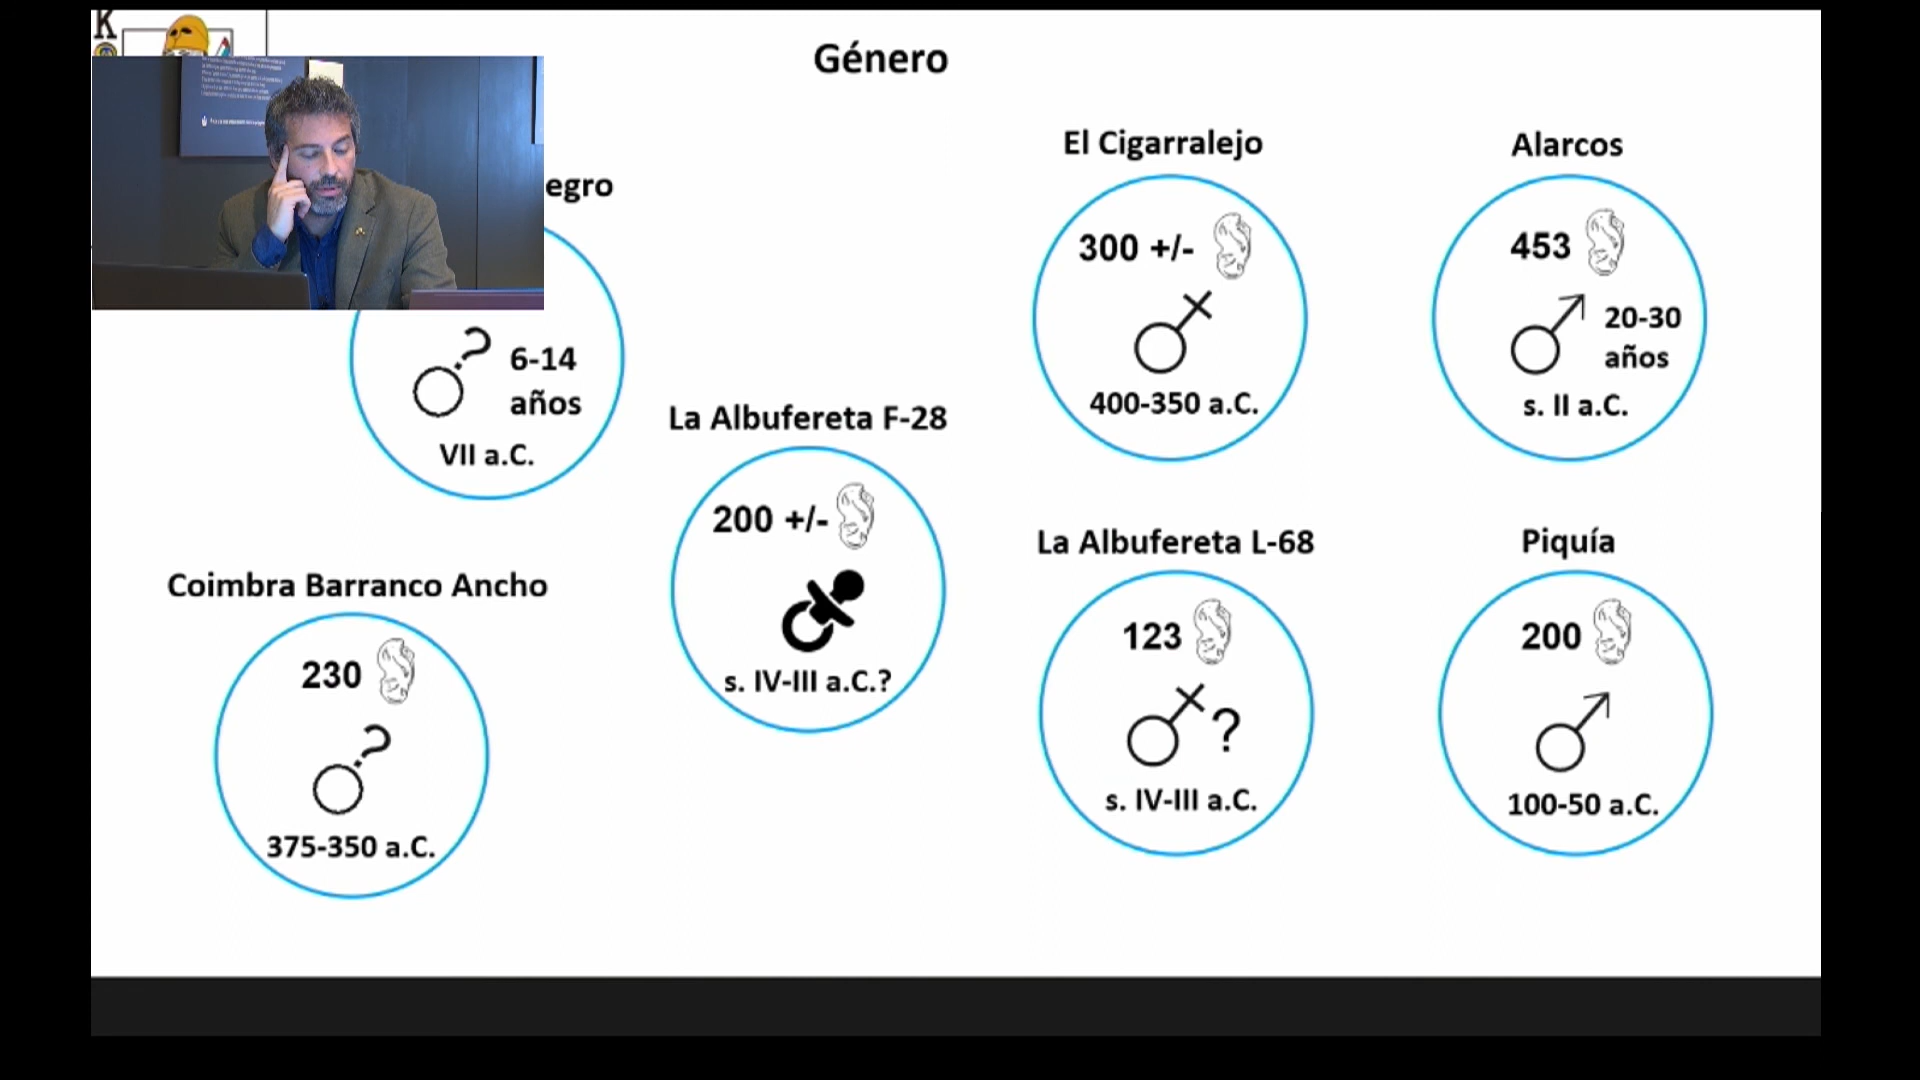 K
Género
egro
6-14
años
VII a.C.
Coimbra Barranco Ancho
230
?
375-350 a.C.
La Albufereta F-28
200 +/-
s. IV-III a.C.?
El Cigarralejo
300 +/-
400-350 a.C.
Alarcos
453
20-30
años
s. II a.C.
La Albufereta L-68
123
?
s. IV-III a.C.
Piquía
200
100-50 a.C.